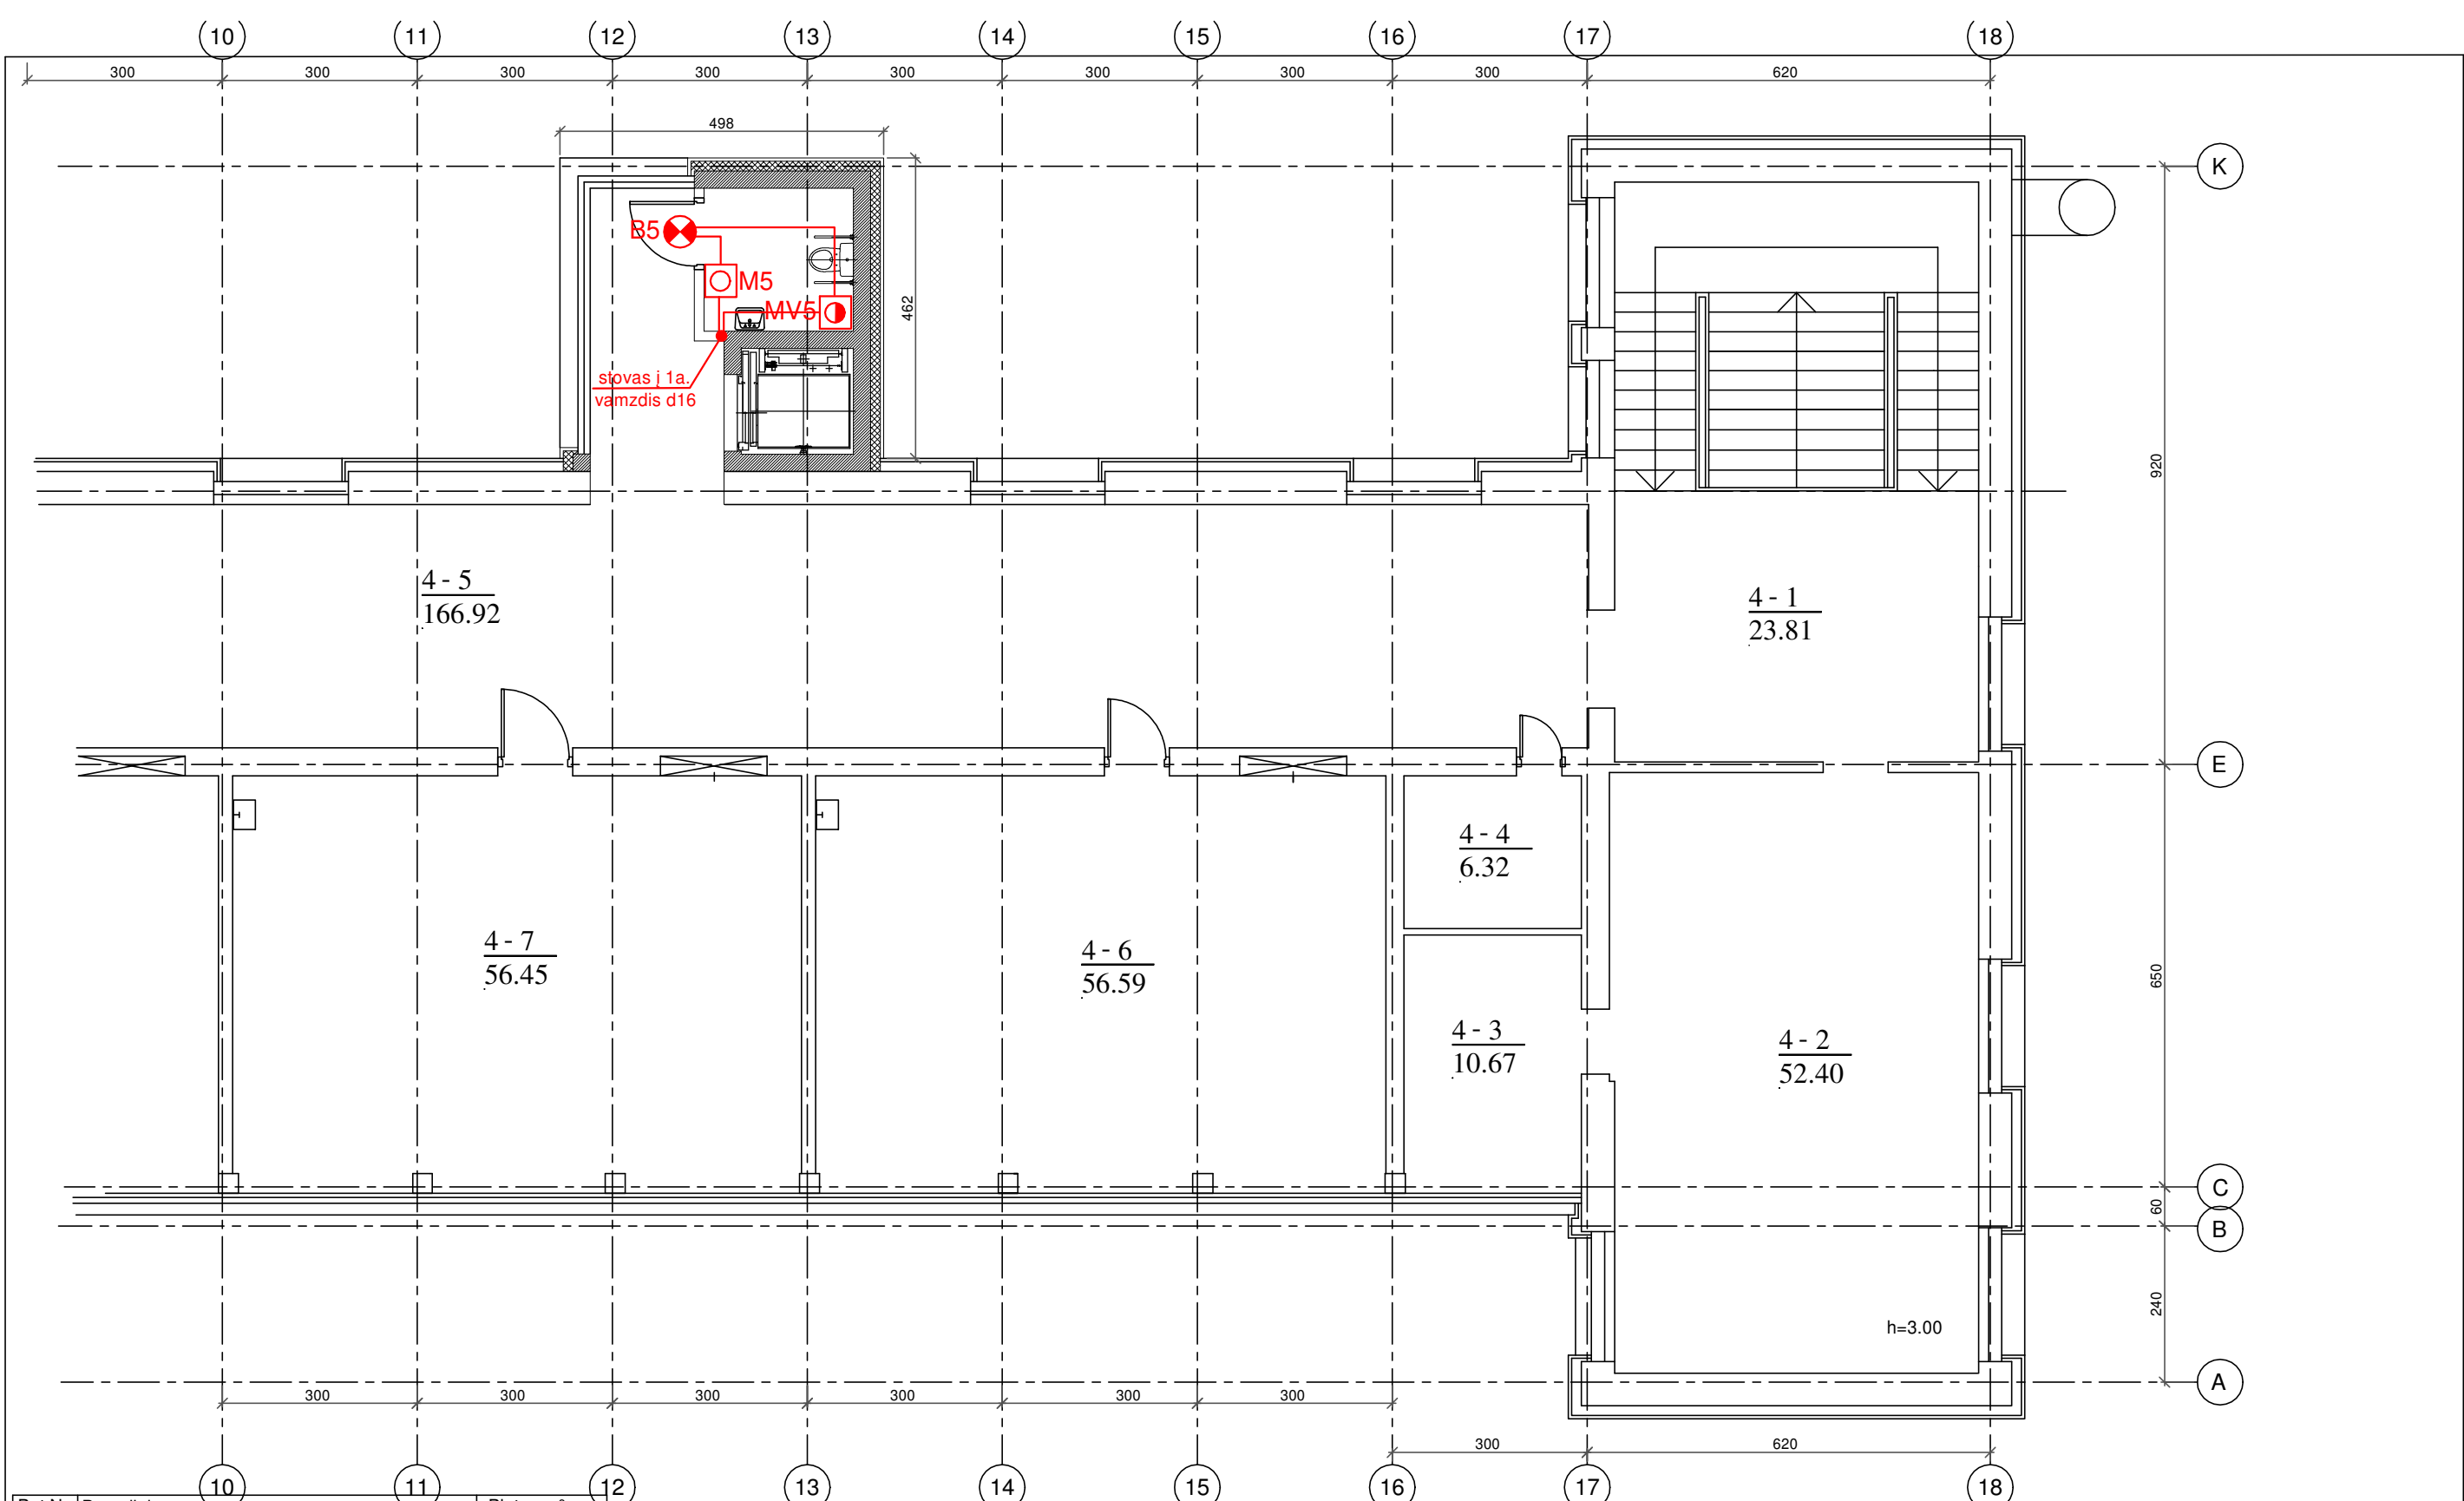 10 11 12 13 14 15 16 17 18
300 300 300 300 300 300 300 300 620
498
K
B5
M5
MV5
462
stovas į 1a.
vamzdis d16
920
4 - 5
166.92
4 - 1
23.81
E
4 - 4
6.32
4 - 7
56.45
4 - 6
56.59
650
4 - 3
10.67
4 - 2
52.40
C
60
B
240
h=3.00
A
300 300 300 300 300 300
300 620
10 11 12 13 14 15 16 17 18